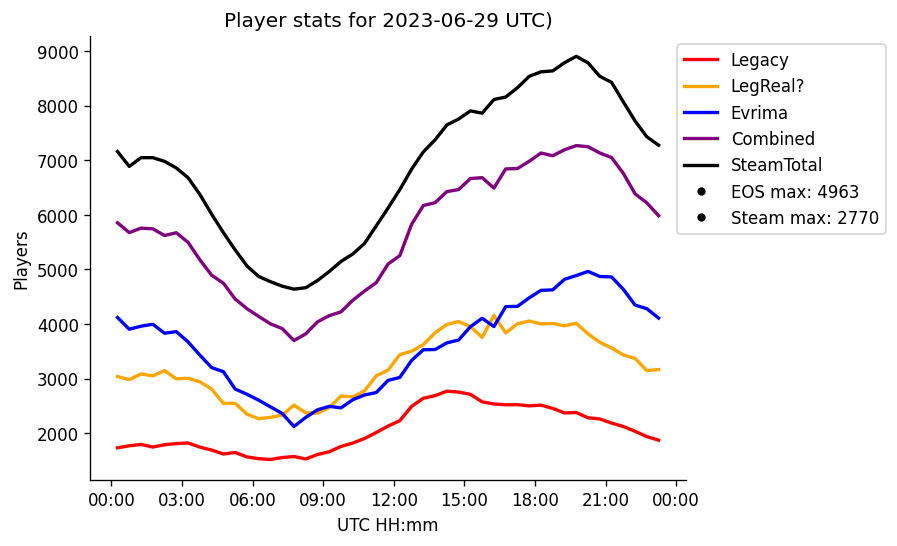 Player stats for 2023-06-29 UTC)
9000
8000
7000
6000
5000
4000
3000
2000
Players
00:00 03:00 06:00 09:00 12:00 15:00 18:00 21:00 00:00
UTC HH:mm
Legacy
LegReal?
Evrima
Combined
SteamTotal
EOS max: 4963
Steam max: 2770